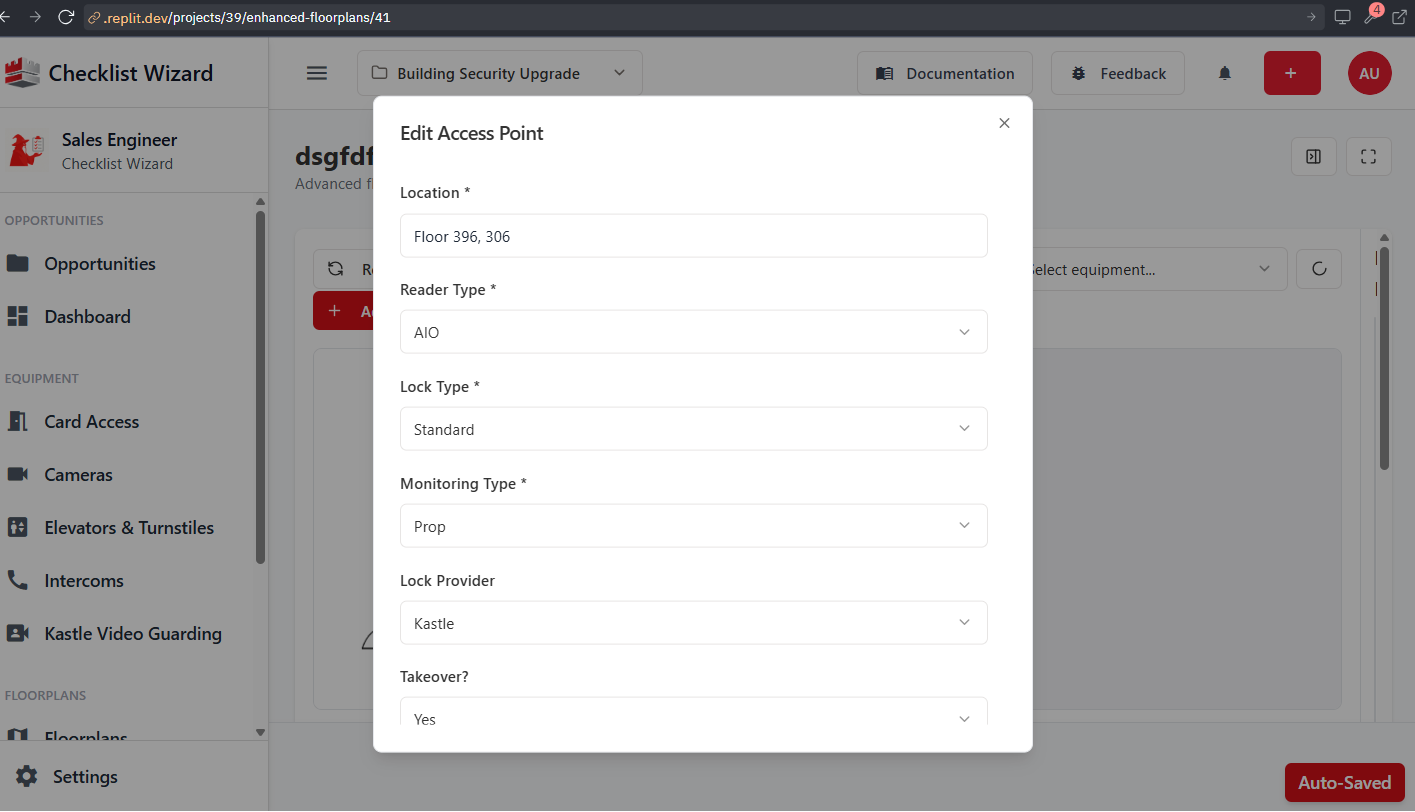 .replit.dev/projects/39/enhanced-floorplans/41
4
Checklist Wizard
Building Security Upgrade
Documentation
Feedback
+
AU
Sales Engineer
Checklist Wizard
OPPORTUNITIES
Opportunities
Dashboard
EQUIPMENT
Card Access
Cameras
Elevators & Turnstiles
Intercoms
Kastle Video Guarding
FLOORPLANS
Floorplans
Settings
dsgfdf
Advanced
Select equipment...
Edit Access Point
Location *
Floor 396, 306
Reader Type *
AIO
Lock Type *
Standard
Monitoring Type *
Prop
Lock Provider
Kastle
Takeover?
Yes
Auto-Saved